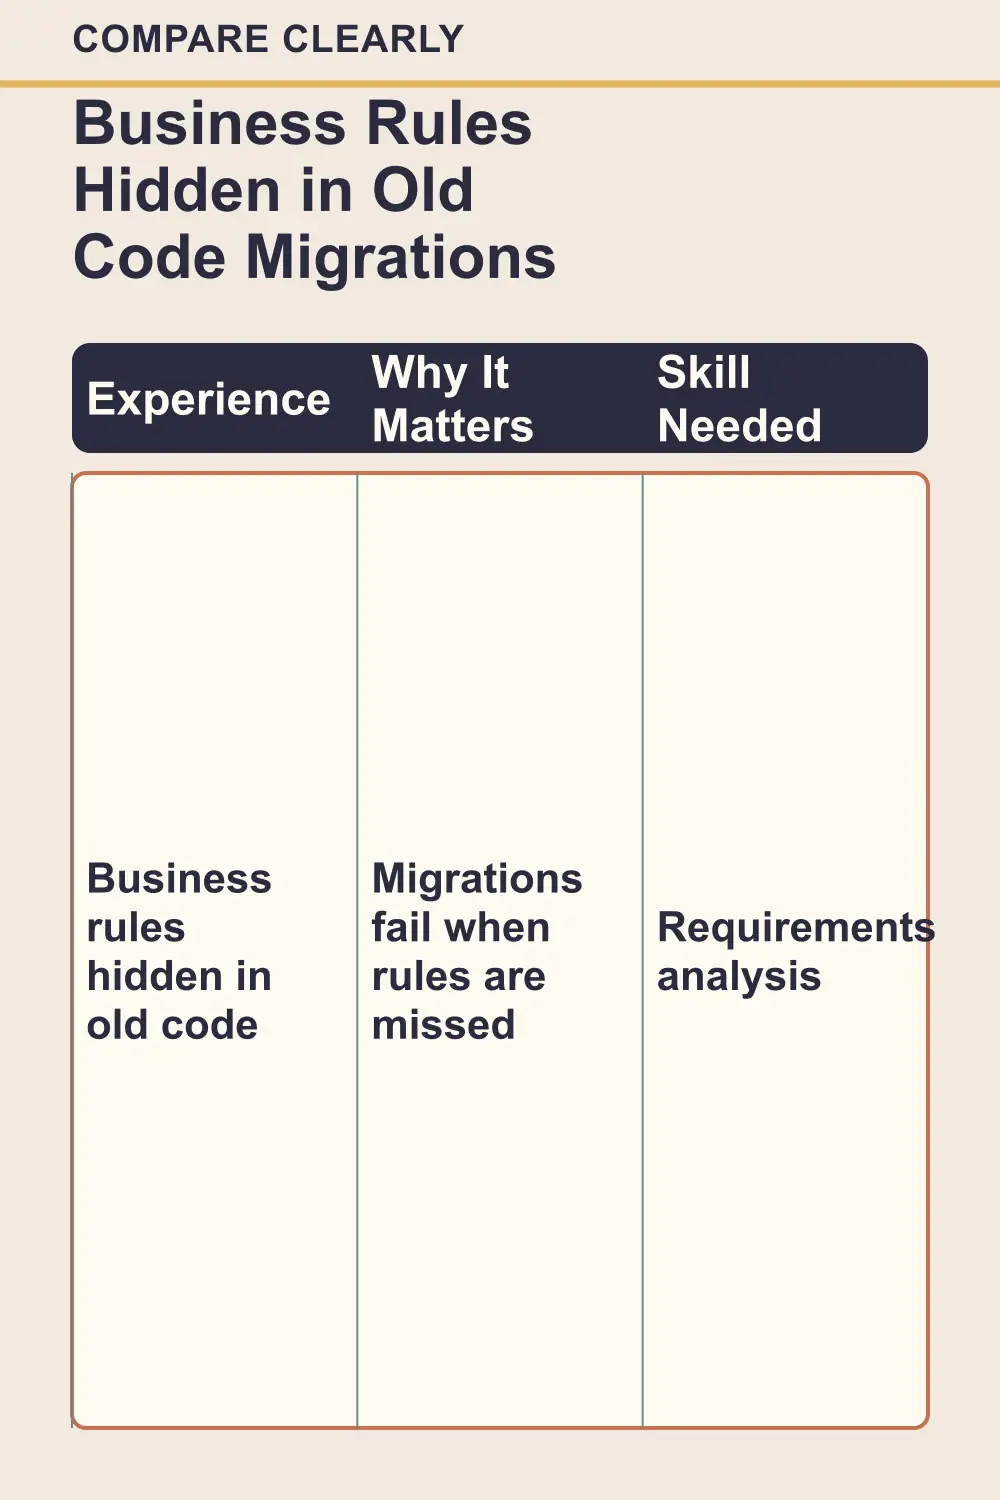 COMPARE CLEARLY
Business Rules
Hidden in Old
Code Migrations
Experience
Why It
Matters
Skill
Needed
Business
rules
hidden in
old code
Migrations
fail when
rules are
missed
Requirements
analysis